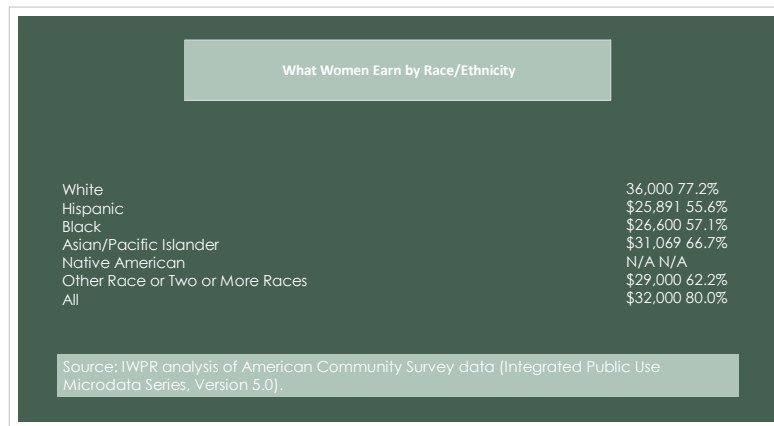 What Women Earn by Race/Ethnicity
White 36,000 77.2%
Hispanic $25,891 55.6%
Black $26,600 57.1%
Asian/Pacific Islander $31,069 66.7%
Native American N/A N/A
Other Race or Two or More Races $29,000 62.2%
All $32,000 80.0%
Source: IWPR analysis of American Community Survey data (Integrated Public Use
Microdata Series, Version 5.0).